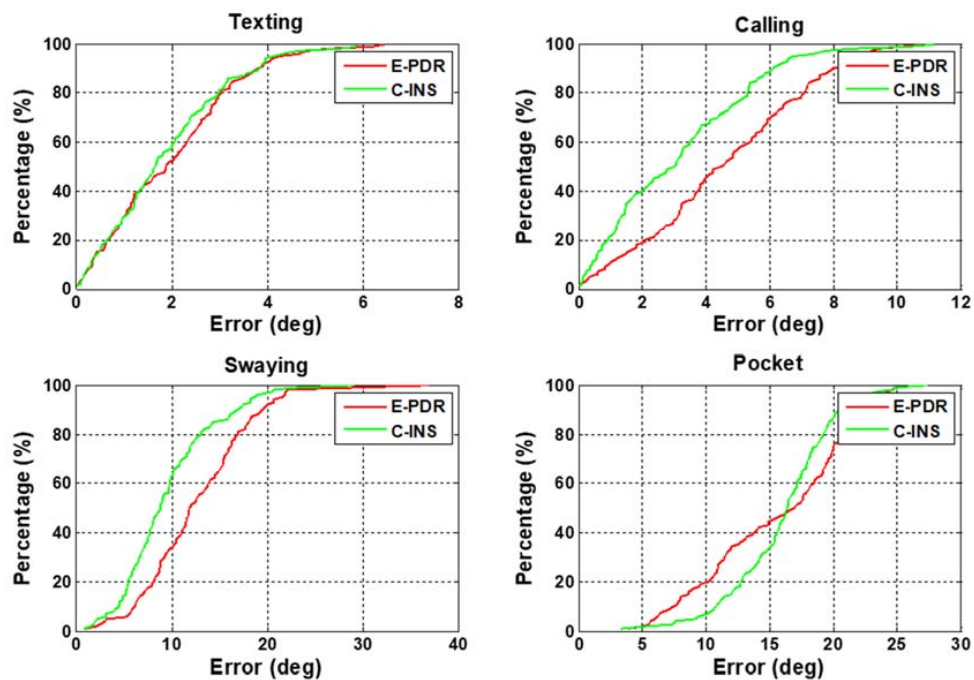 Texting
Percentage (%)
100
80
60
40
20
0
E-PDR
C-INS
0 2 4 6 8
Error (deg)
Calling
Percentage (%)
100
80
60
40
20
0
E-PDR
C-INS
0 2 4 6 8 10 12
Error (deg)
Swaying
Percentage (%)
100
80
60
40
20
0
E-PDR
C-INS
0 10 20 30 40
Error (deg)
Pocket
Percentage (%)
100
80
60
40
20
0
E-PDR
C-INS
0 5 10 15 20 25 30
Error (deg)